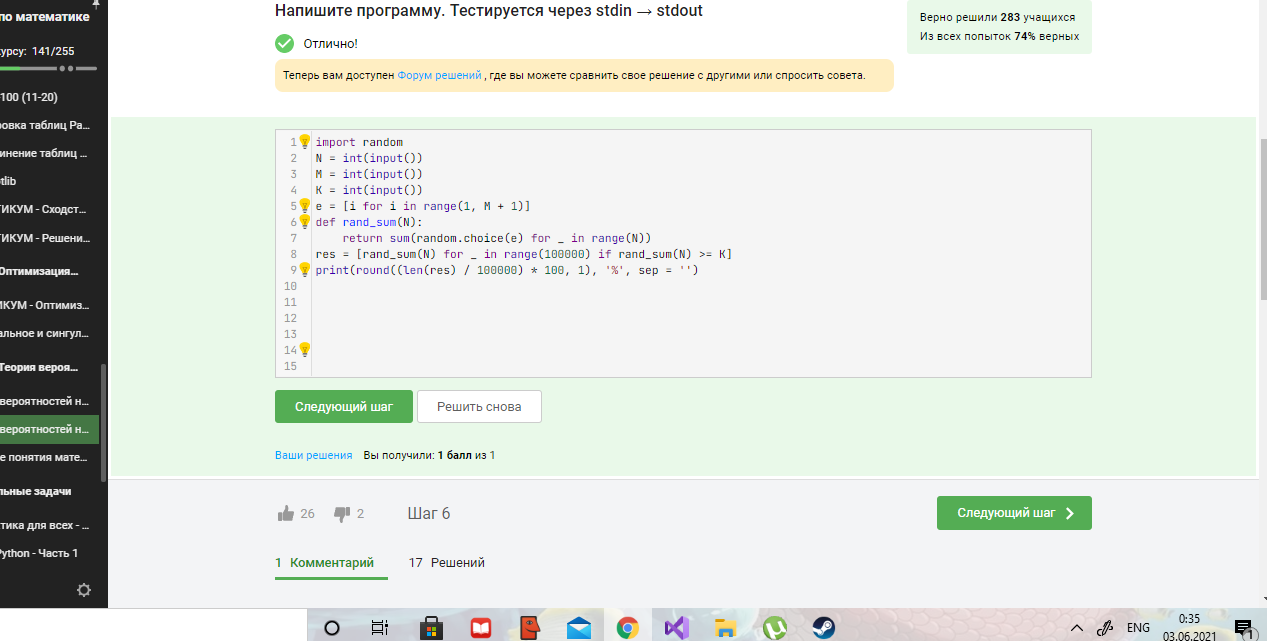 по математике
курсу: 141/255
100 (11-20)
ровка таблиц Pa...
инение таблиц ...
tlib
ТИКУМ - Сходст...
ТИКУМ - Решени...
Оптимизация...
ИКУМ - Оптимиз...
альное и сингул...
Теория вероя...
вероятностей н...
вероятностей н...
е понятия мате...
льные задачи
тика для всех - ...
Python - Часть 1
Напишите программу. Тестируется через stdin → stdout
Верно решили 283 учащихся
Из всех попыток 74% верных
Отлично!
Теперь вам доступен Форум решений , где вы можете сравнить свое решение с другими или спросить совета.
1 import random
2 N = int(input())
3 M = int(input())
4 K = int(input())
5 e = [i for i in range(1, M + 1)]
6 def rand_sum(N):
7 return sum(random.choice(e) for _ in range(N))
8 res = [rand_sum(N) for _ in range(100000) if rand_sum(N) >= K]
9 print(round((len(res) / 100000) * 100, 1), '%', sep = '')
10
11
12
13
14
15
Следующий шаг Решить снова
Ваши решения Вы получили: 1 балл из 1
26 2 Шаг 6 Следующий шаг
1 Комментарий 17 Решений
ENG 0:35
03.06.2021 1